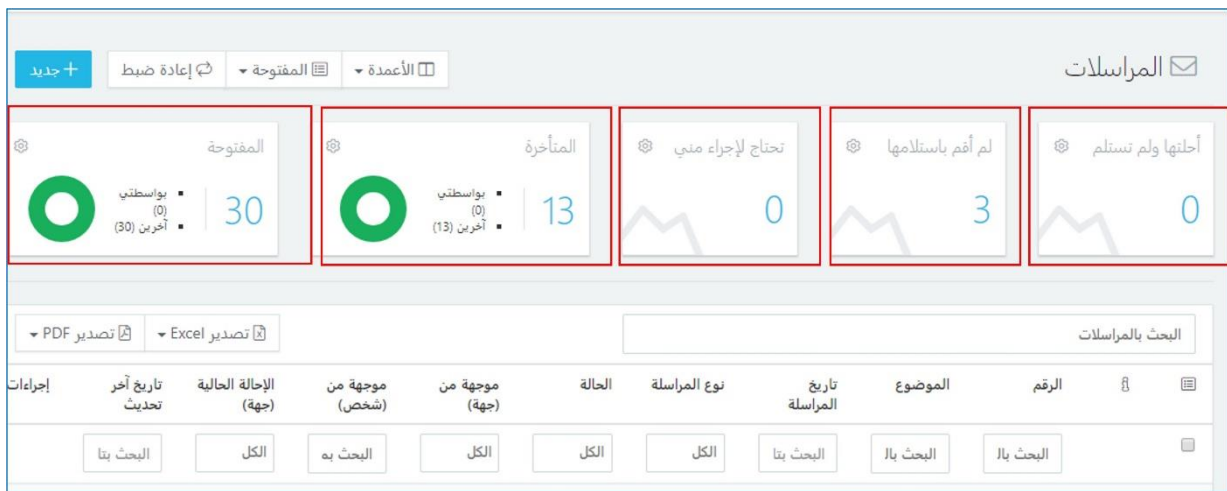 المراسلات
الأعمدة
المفتوحة
إعادة ضبط
+ جديد
أحلتها ولم تستلم
0
لم أقم باستلامها
3
تحتاج لإجراء مني
0
المتأخرة
13
بواسطتي
(0)
آخرين (13)
المفتوحة
30
بواسطتي
(0)
آخرين (30)
البحث بالمراسلات
تصدير Excel
تصدير PDF
الرقم
الموضوع
تاريخ
المراسلة
نوع المراسلة
الحالة
موجهة من
(جهة)
موجهة من
(شخص)
الإحالة الحالية
(جهة)
تاريخ آخر
تحديث
إجراءات
البحث بال
البحث بال
البحث بتا
الكل
الكل
الكل
البحث بم
الكل
البحث بتا